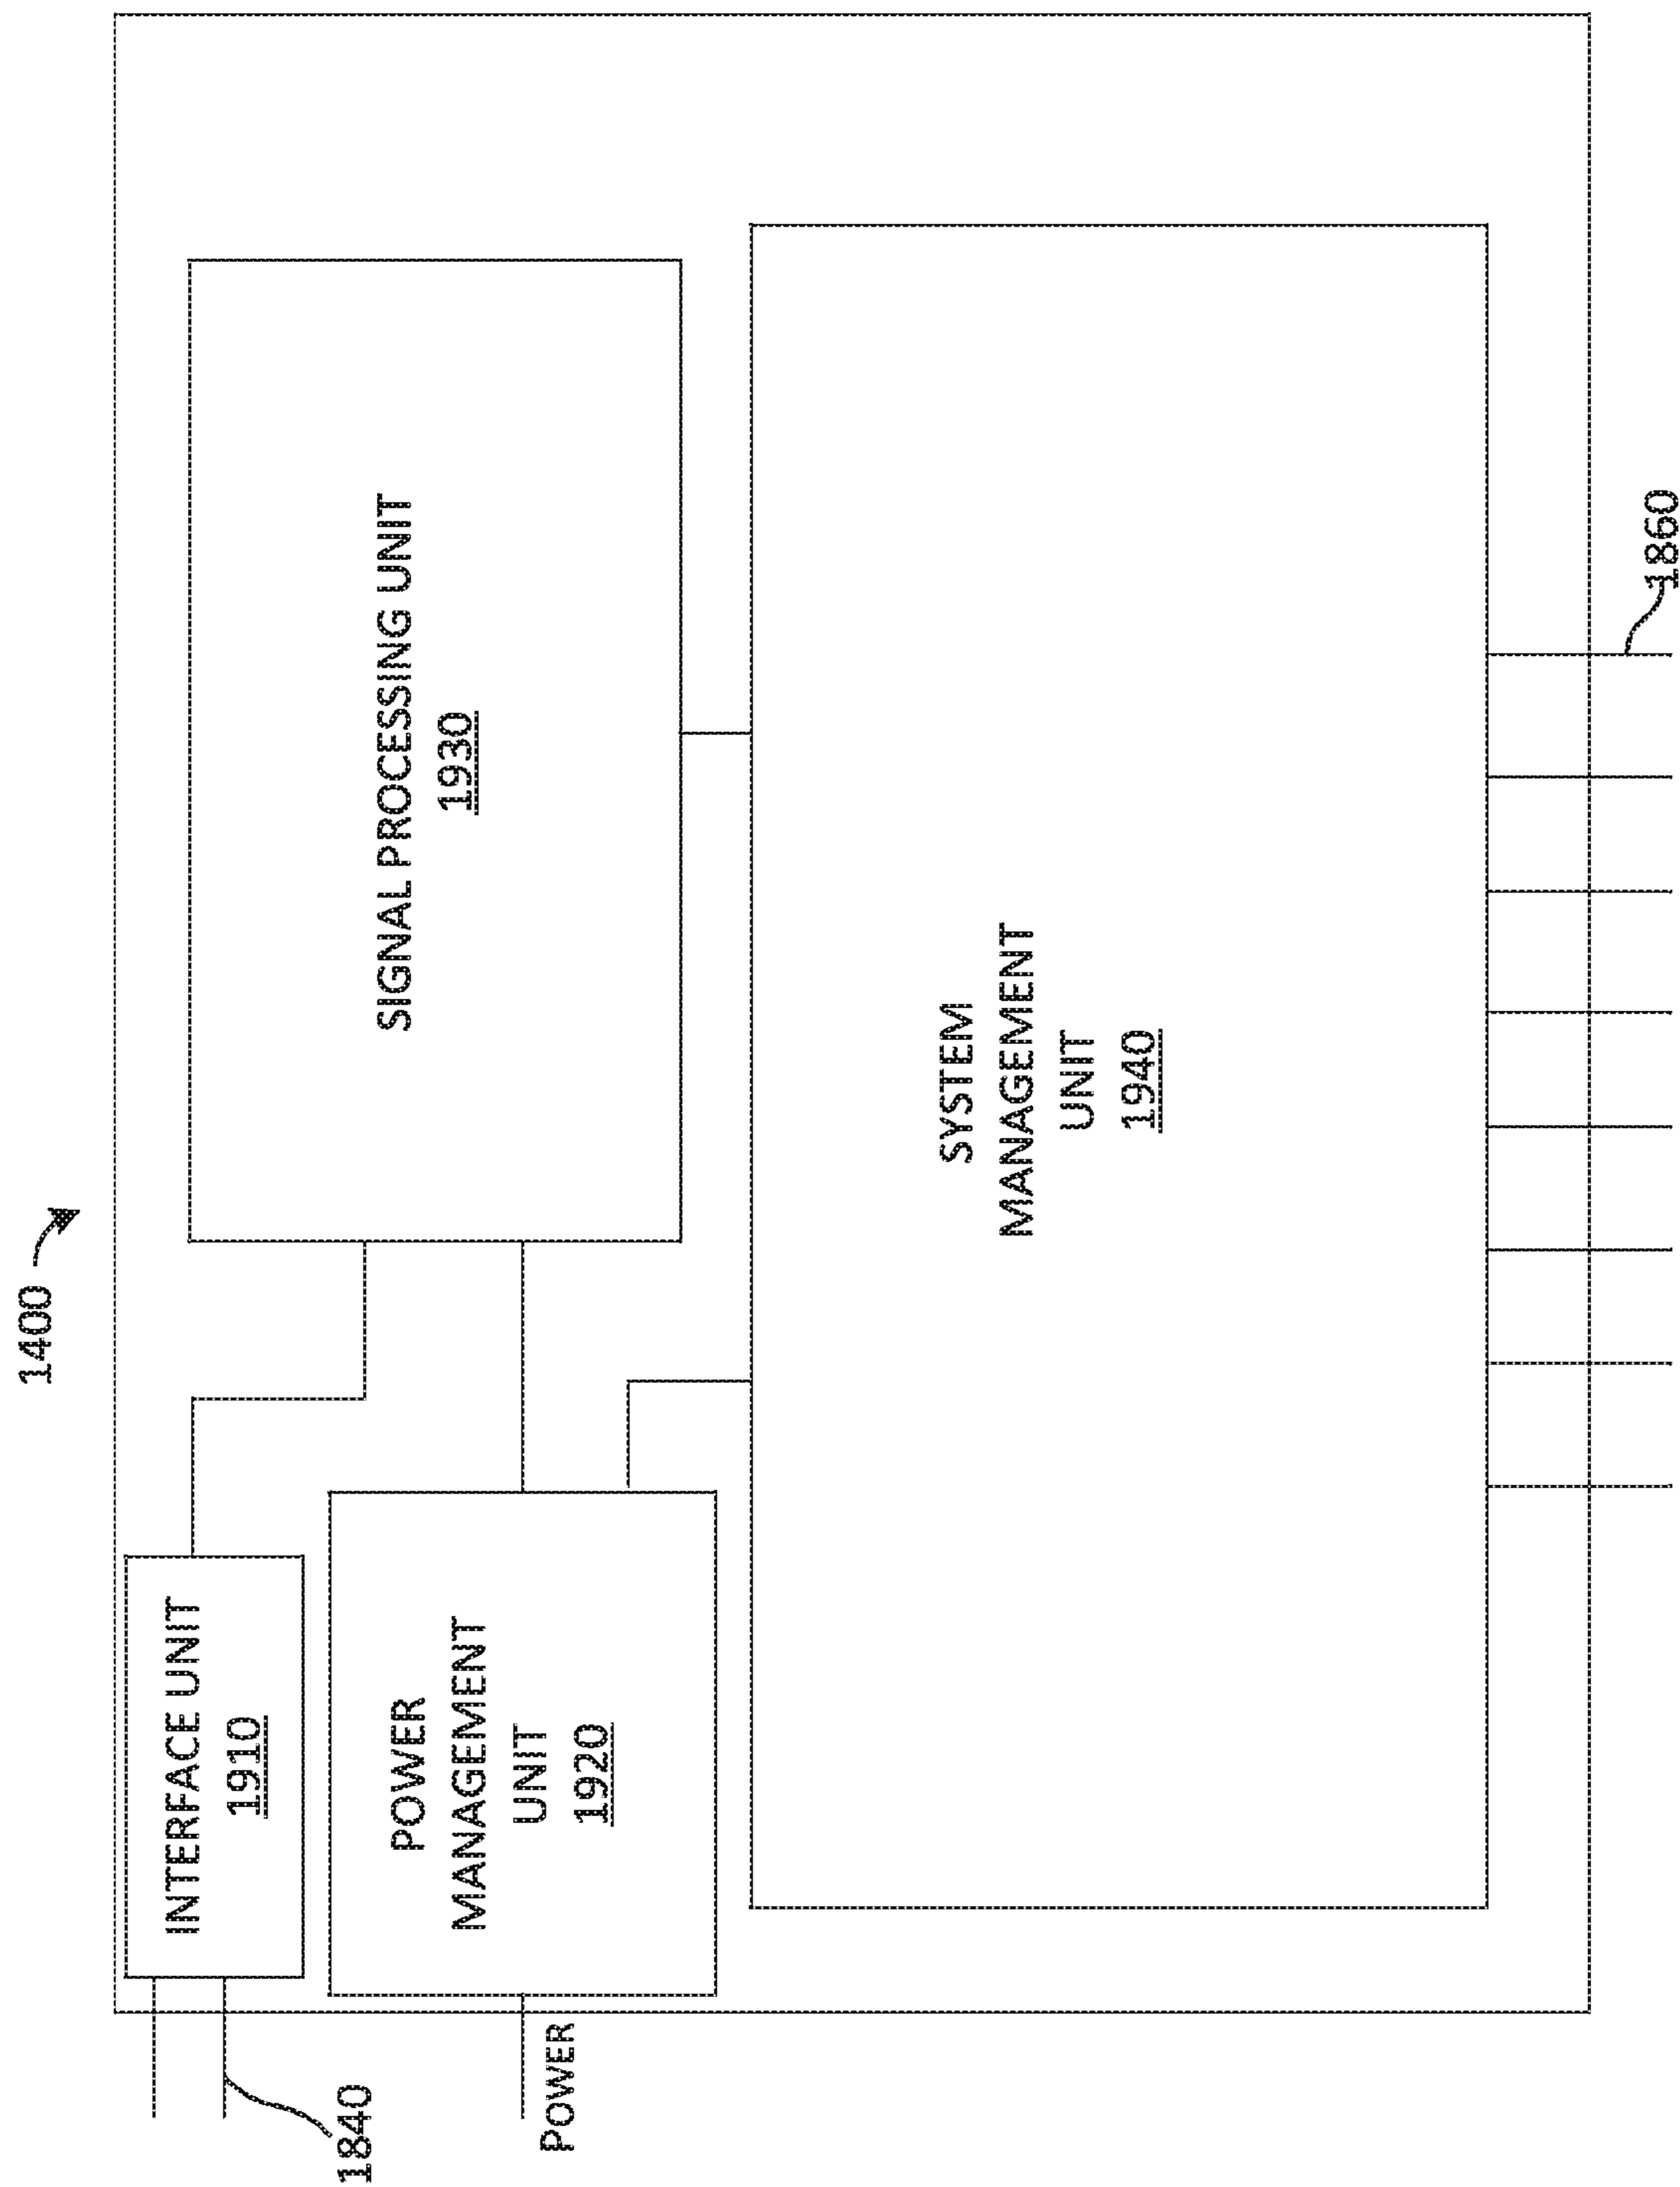 1400
INTERFACE UNIT
1910
1840
POWER
MANAGEMENT
UNIT
1920
POWER
SIGNAL PROCESSING UNIT
1930
SYSTEM
MANAGEMENT
UNIT
1940
1860